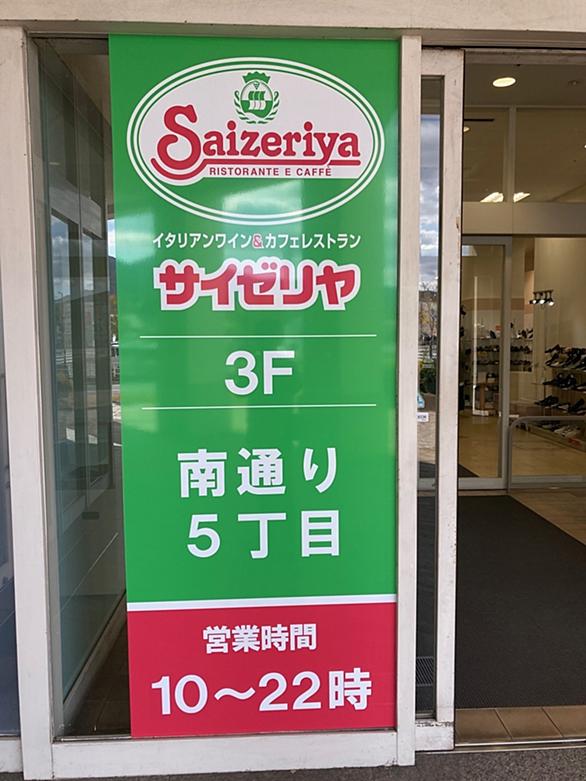 Saizeriya
RISTORANTE E CAFFÈ
イタリアンワイン&カフェレストラン
サイゼリヤ
3F
南通り
5丁目
営業時間
10〜22時